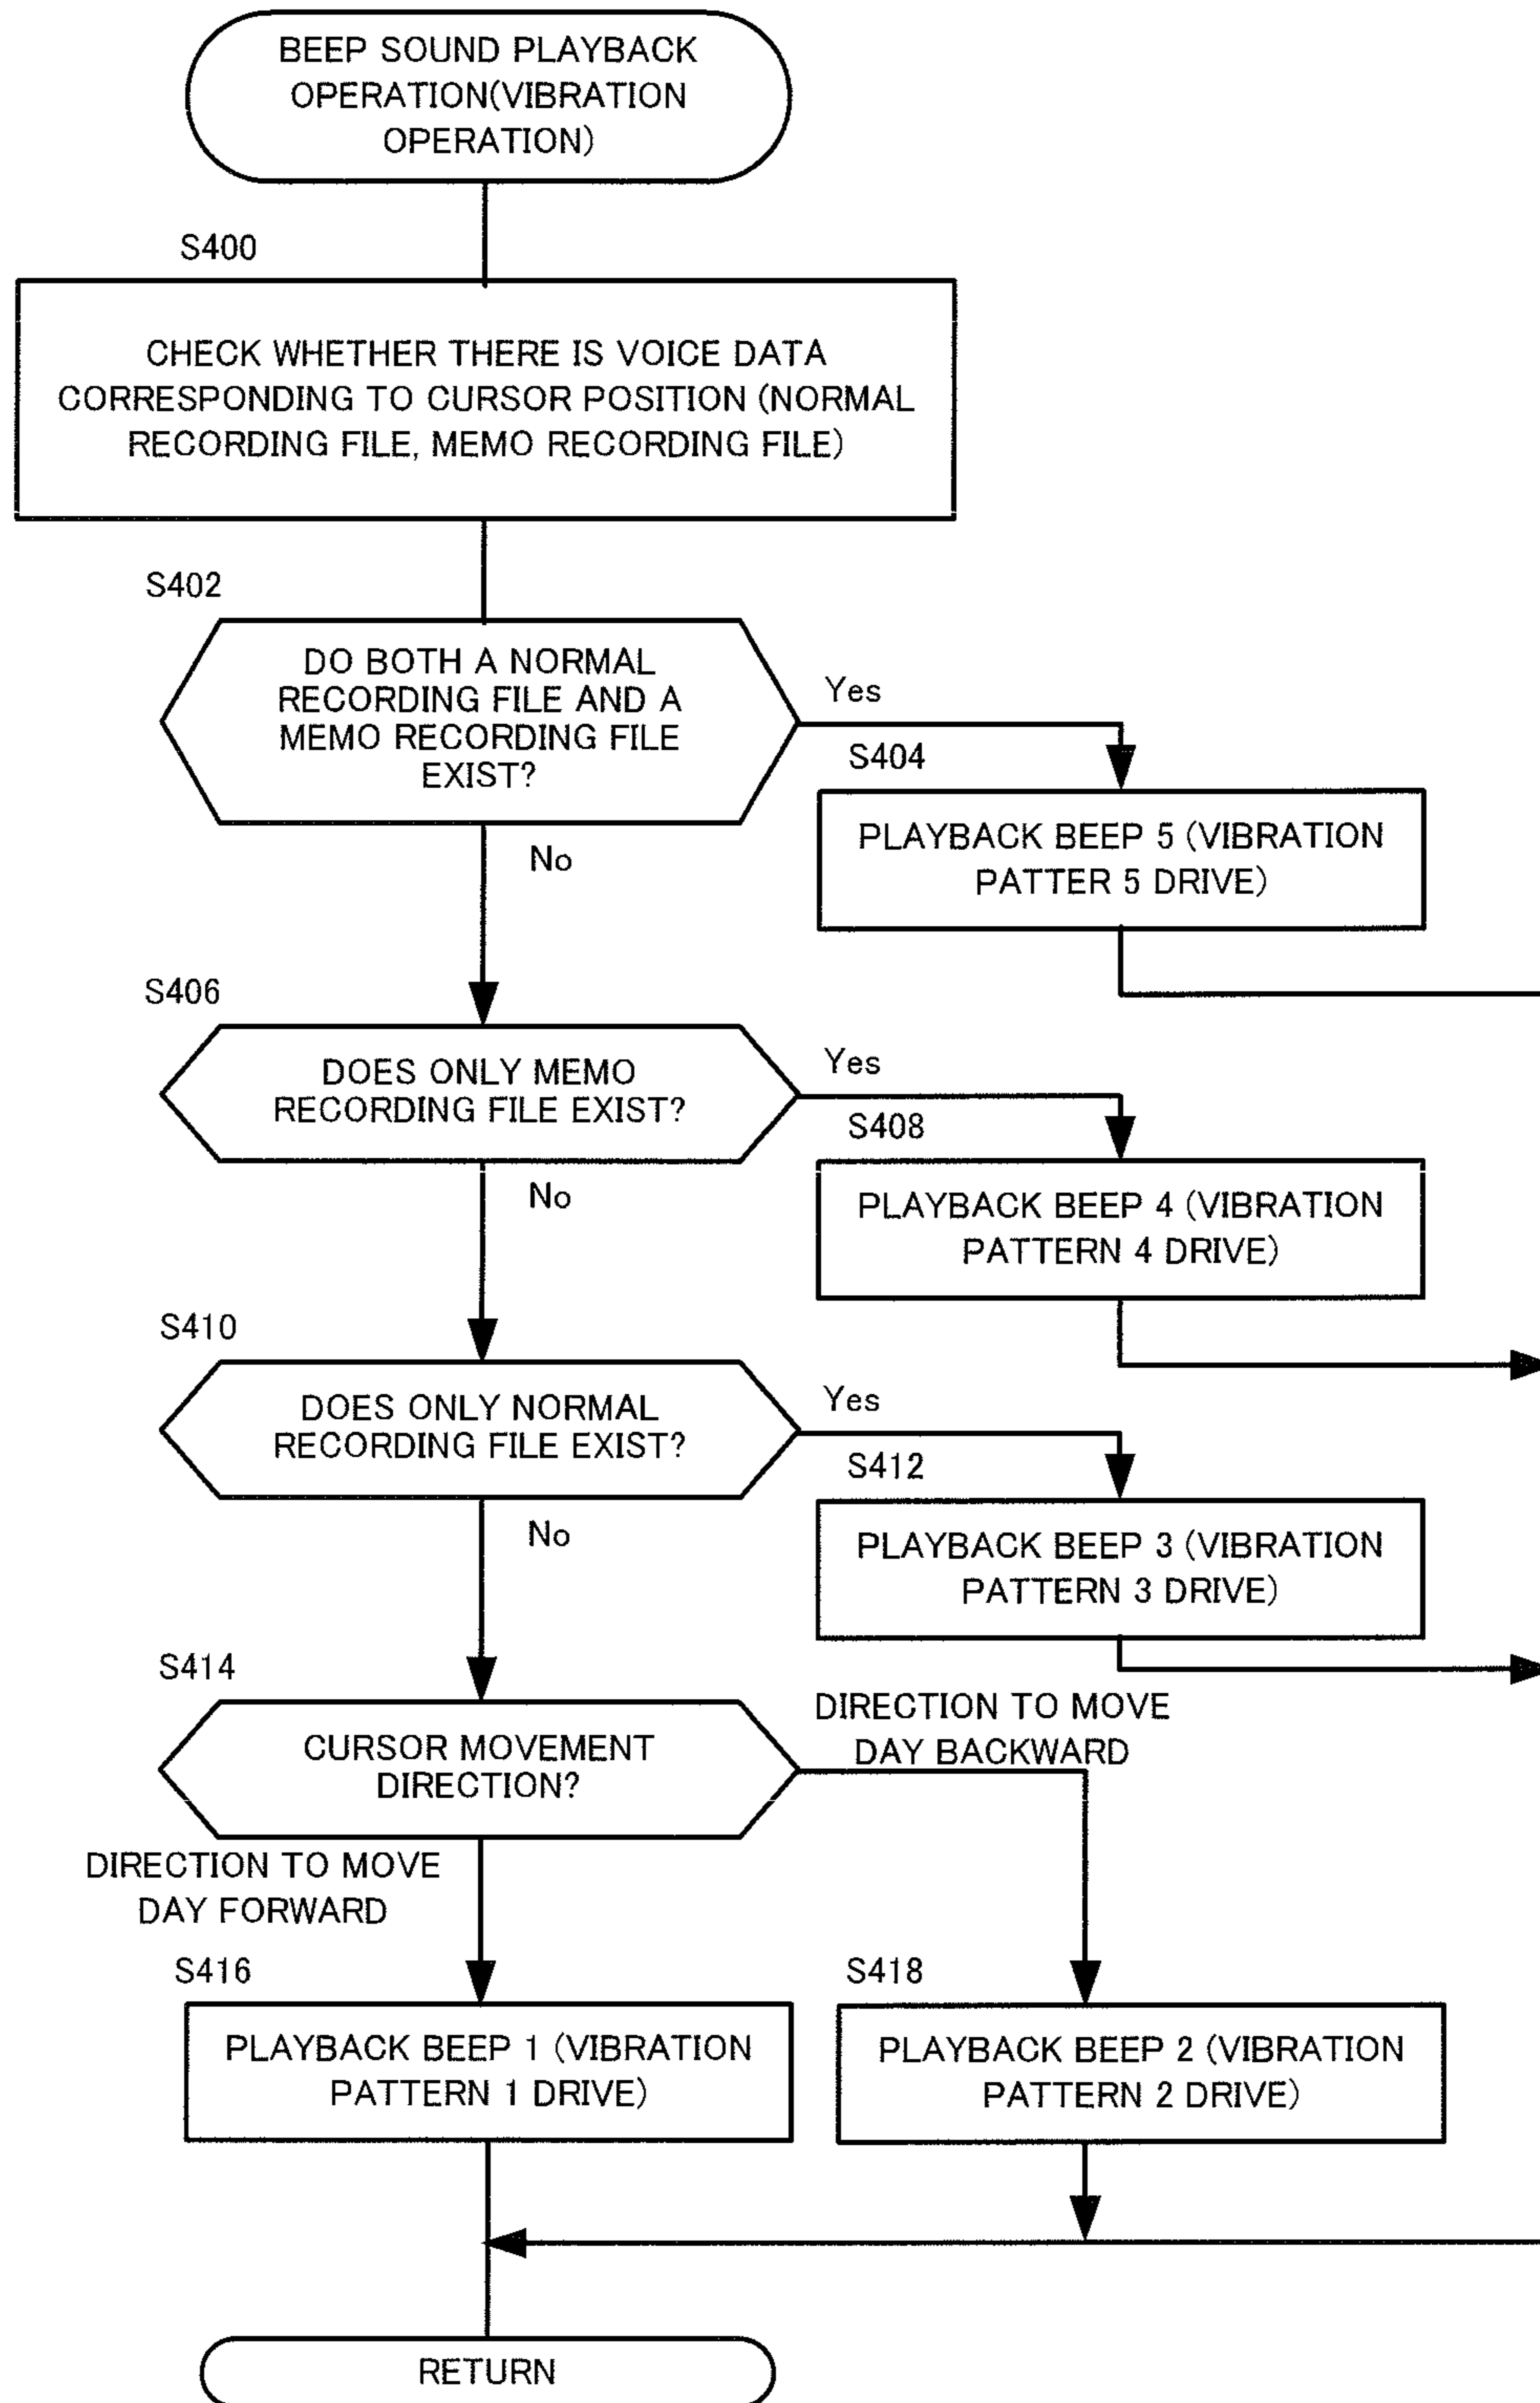 BEEP SOUND PLAYBACK
OPERATION(VIBRATION
OPERATION)
S400
CHECK WHETHER THERE IS VOICE DATA
CORRESPONDING TO CURSOR POSITION (NORMAL
RECORDING FILE, MEMO RECORDING FILE)
S402
DO BOTH A NORMAL
RECORDING FILE AND A
MEMO RECORDING FILE
EXIST?
Yes
S404
PLAYBACK BEEP 5 (VIBRATION
PATTER 5 DRIVE)
No
S406
DOES ONLY MEMO
RECORDING FILE EXIST?
Yes
S408
PLAYBACK BEEP 4 (VIBRATION
PATTERN 4 DRIVE)
No
S410
DOES ONLY NORMAL
RECORDING FILE EXIST?
Yes
S412
PLAYBACK BEEP 3 (VIBRATION
PATTERN 3 DRIVE)
No
S414
CURSOR MOVEMENT
DIRECTION?
DIRECTION TO MOVE
DAY BACKWARD
DIRECTION TO MOVE
DAY FORWARD
S416
PLAYBACK BEEP 1 (VIBRATION
PATTERN 1 DRIVE)
S418
PLAYBACK BEEP 2 (VIBRATION
PATTERN 2 DRIVE)
RETURN